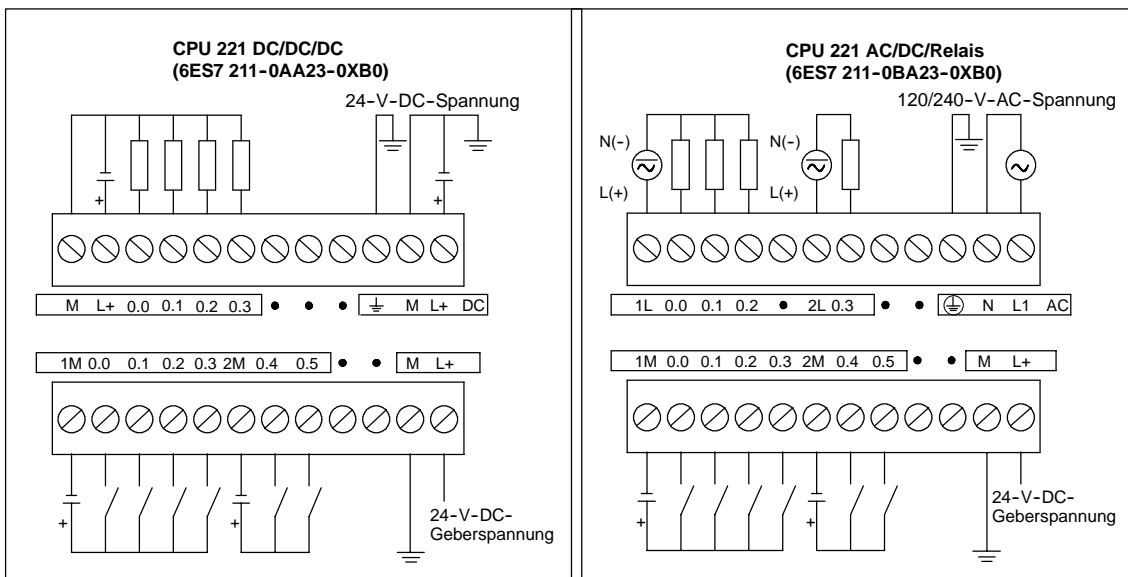 CPU 221 DC/DC/DC
(6ES7 211-0AA23-0XB0)
24-V-DC-Spannung
+
+
M L+ 0.0 0.1 0.2 0.3 • • • ⏚ M L+ DC
1M 0.0 0.1 0.2 0.3 2M 0.4 0.5 • • M L+
+
+
24-V-DC-
Geberspannung
CPU 221 AC/DC/Relais
(6ES7 211-0BA23-0XB0)
120/240-V-AC-Spannung
N(-)
N(-)
L(+)
L(+)
1L 0.0 0.1 0.2 • 2L 0.3 • • ⏚ N L1 AC
1M 0.0 0.1 0.2 0.3 2M 0.4 0.5 • • M L+
+
+
24-V-DC-
Geberspannung